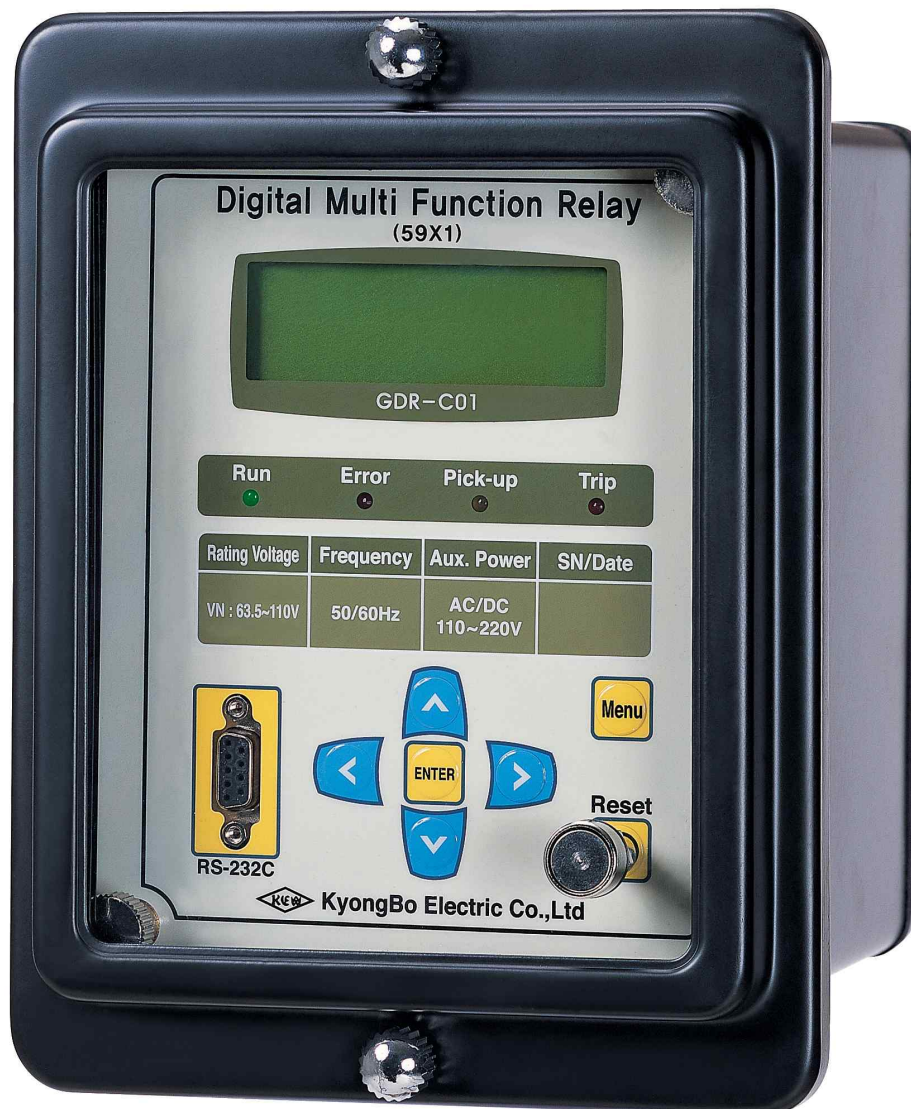 Digital Multi Function Relay
(59X1)
GDR-C01
Run Error Pick-up Trip
Rating Voltage Frequency Aux. Power SN/Date
VN : 63.5~110V 50/60Hz AC/DC 110~220V
Menu
ENTER
Reset
RS-232C
KyongBo Electric Co.,Ltd